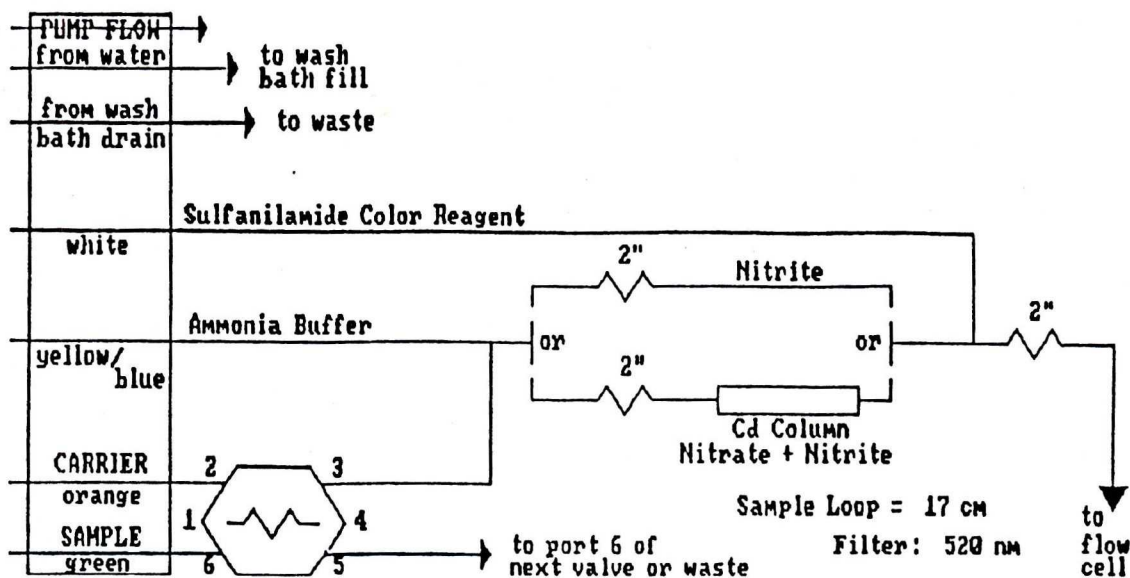 PUMP FLOW
from water
to wash
bath fill
from wash
bath drain
to waste
Sulfanilamide Color Reagent
white
2"
Nitrite
Ammonia Buffer
yellow/
blue
or
or
2"
2"
Cd Column
Nitrate + Nitrite
CARRIER
orange
2
3
1
4
SAMPLE
green
6
5
to port 6 of
next valve or waste
Sample Loop = 17 cm
Filter: 520 nm
to
flow
cell